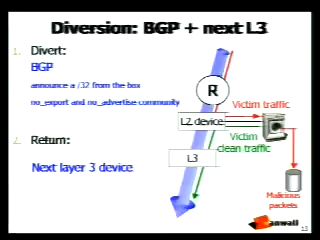 Diversion: BGP + next L3
1. Divert:
BGP
announce a /32 from the box
no_export and no_advertise community
2. Return:
Next layer 3 device
R
Victim traffic
L2 device
Victim
clean traffic
L3
Malicious
packets
anwall